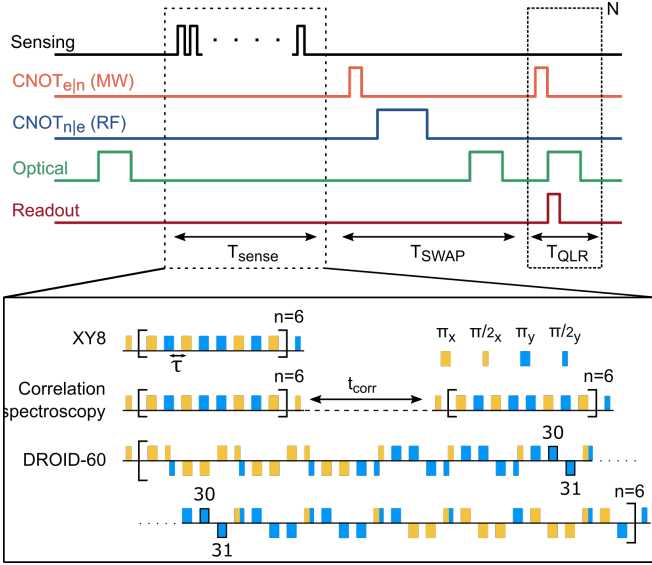 N
Sensing
CNOTe|n (MW)
CNOTn|e (RF)
Optical
Readout
Tsense
TSWAP
TQLR
n=6
XY8
τ
πx π/2x πy π/2y
Correlation
spectroscopy
n=6
tcorr
n=6
DROID-60
30
31
30
31
n=6